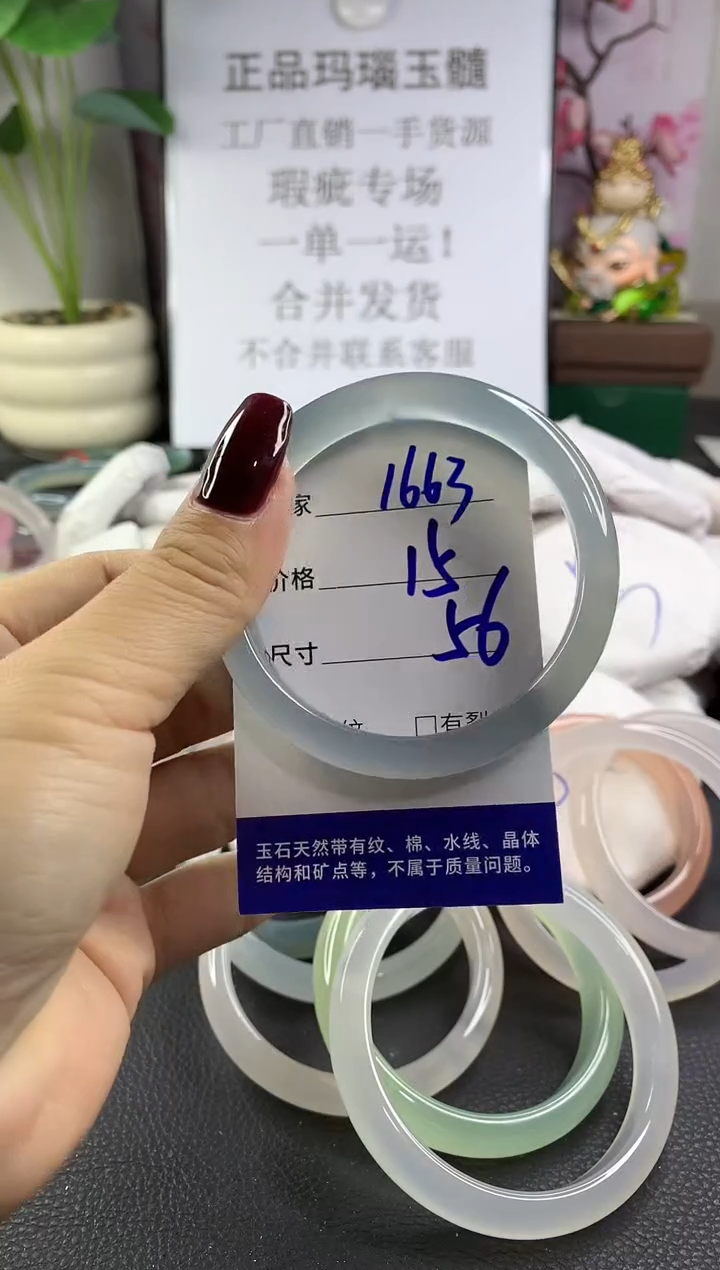 正品玛瑙玉髓
工厂直销一手货源
瑕疵专场
一单一运！
合并发货
不合并联系客服
家 1663
价格 15
尺寸 56
纹 □有裂
玉石天然带有纹、棉、水线、晶体
结构和矿点等，不属于质量问题。